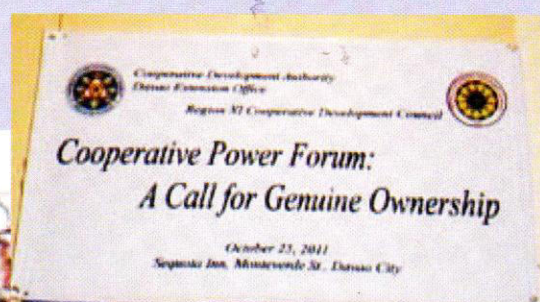 Cooperative Development Authority
Davao Extension Office
Region XI Cooperative Development Council
Cooperative Power Forum:
A Call for Genuine Ownership
October 25, 2011
Sequoia Inn, Monteverde St., Davao City